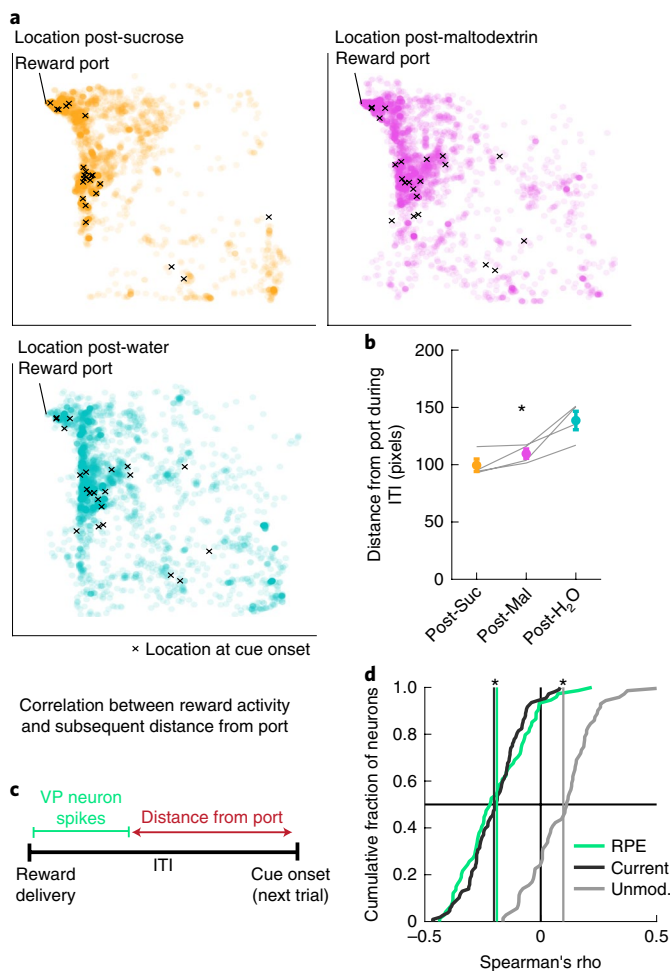 a
Location post-sucrose
Reward port
Location post-maltodextrin
Reward port
Location post-water
Reward port
× Location at cue onset
b
Distance from port during
ITI (pixels)
200
150
100
50
0
*
Post-Suc
Post-Mal
Post-H₂O
Correlation between reward activity
and subsequent distance from port
c
VP neuron
spikes
Distance from port
ITI
Reward
delivery
Cue onset
(next trial)
d
Cumulative fraction of neurons
1.0
0.8
0.6
0.4
0.2
0
* *
RPE
Current
Unmod.
–0.5
0
0.5
Spearman's rho